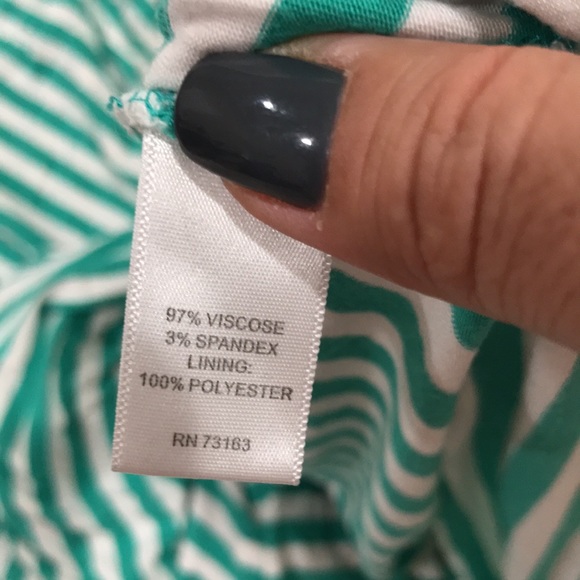 97% VISCOSE
3% SPANDEX
LINING:
100% POLYESTER
RN 73163